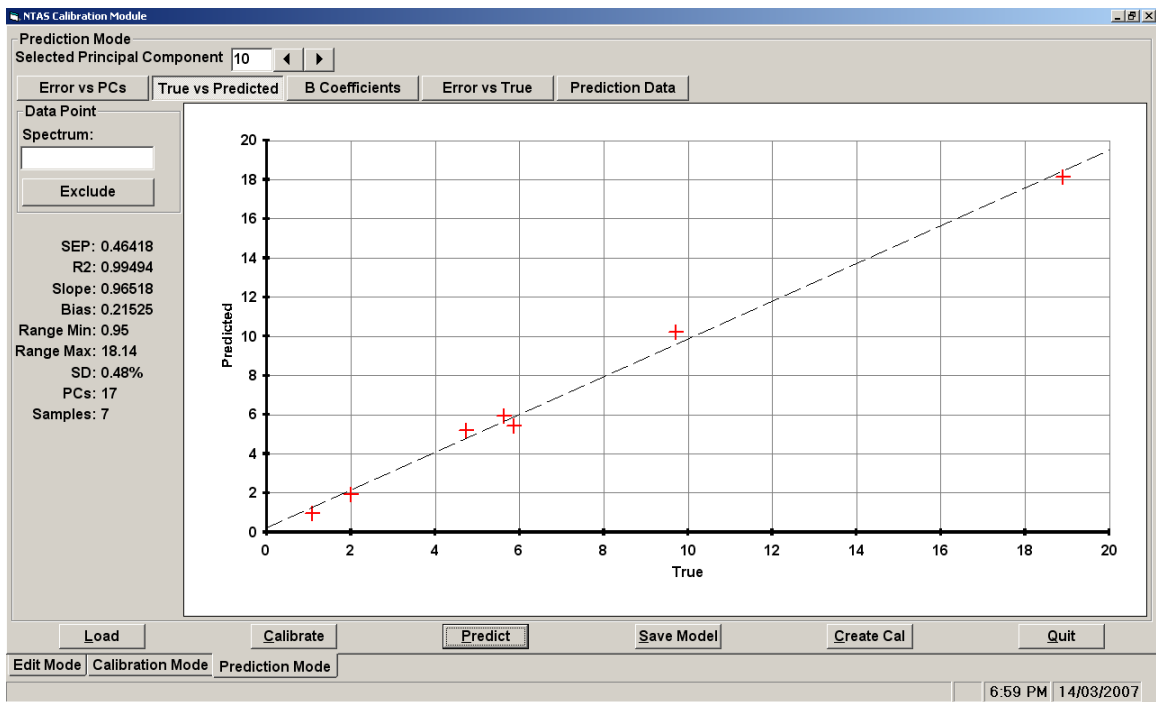 NTAS Calibration Module
Prediction Mode
Selected Principal Component 10
Error vs PCs True vs Predicted B Coefficients Error vs True Prediction Data
Data Point
Spectrum:
Exclude
SEP: 0.46418
R2: 0.99494
Slope: 0.96518
Bias: 0.21525
Range Min: 0.95
Range Max: 18.14
SD: 0.48%
PCs: 17
Samples: 7
20
18
16
14
12
10
8
6
4
2
0
Predicted
0 2 4 6 8 10 12 14 16 18 20
True
Load Calibrate Predict Save Model Create Cal Quit
Edit Mode Calibration Mode Prediction Mode
6:59 PM 14/03/2007